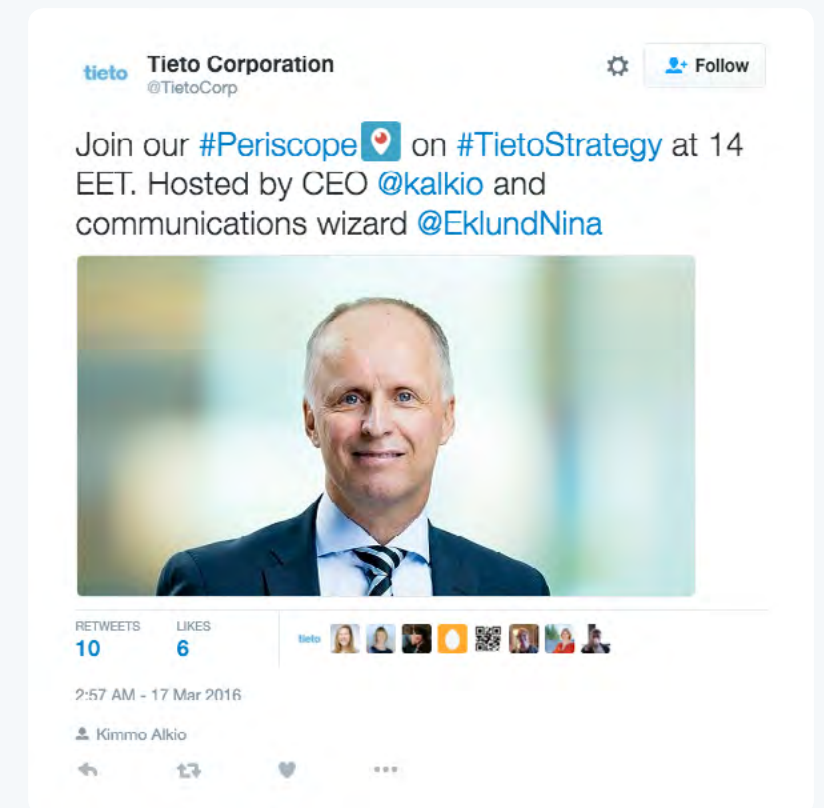 tieto
Tieto Corporation
@TietoCorp
Follow
Join our #Periscope on #TietoStrategy at 14
EET. Hosted by CEO @kalkio and
communications wizard @EklundNina
RETWEETS LIKES
10 6
tieto
2:57 AM - 17 Mar 2016
Kimmo Alkio